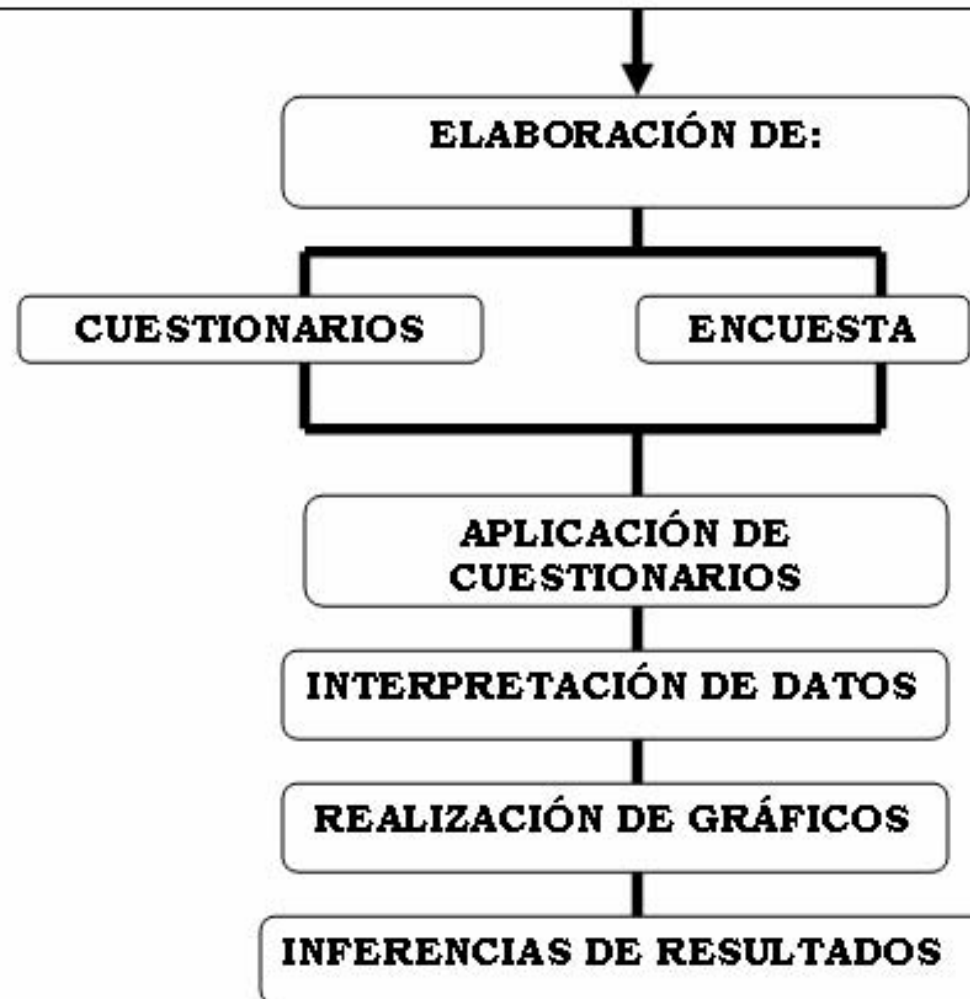 ELABORACIÓN DE:
CUESTIONARIOS
ENCUESTA
APLICACIÓN DE
CUESTIONARIOS
INTERPRETACIÓN DE DATOS
REALIZACIÓN DE GRÁFICOS
INFERENCIAS DE RESULTADOS